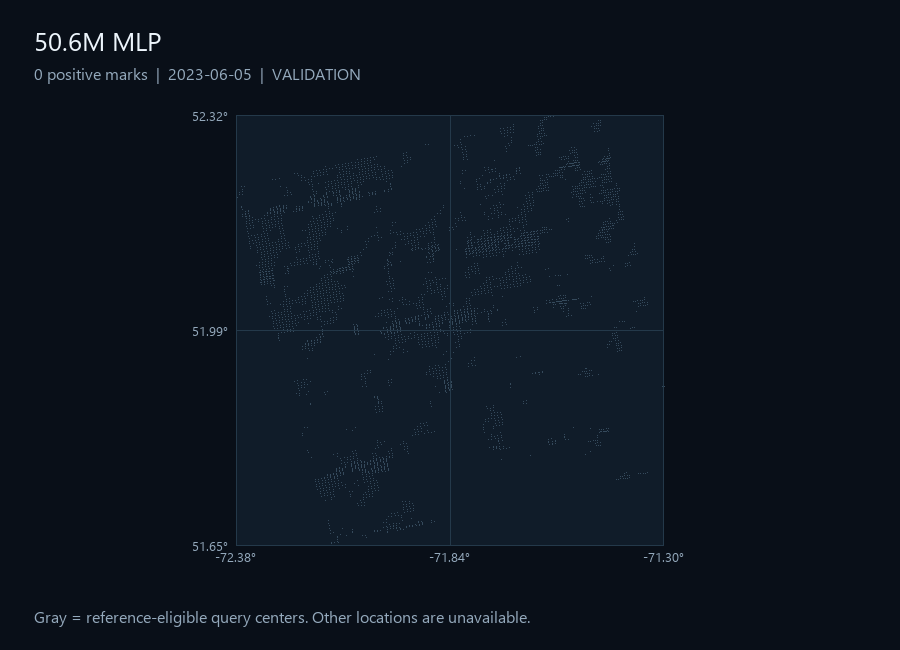 50.6M MLP
0 positive marks | 2023-06-05 | VALIDATION
52.32°
51.99°
51.65°
-72.38°
-71.84°
-71.30°
Gray = reference-eligible query centers. Other locations are unavailable.